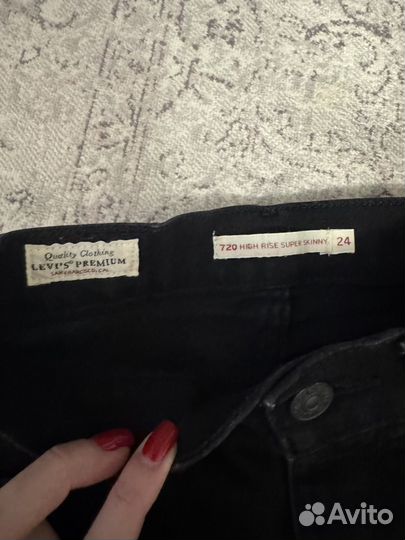 Quality Clothing
LEVI'S® PREMIUM
SAN FRANCISCO, CAL.
720 HIGH RISE SUPER SKINNY 24
Avito